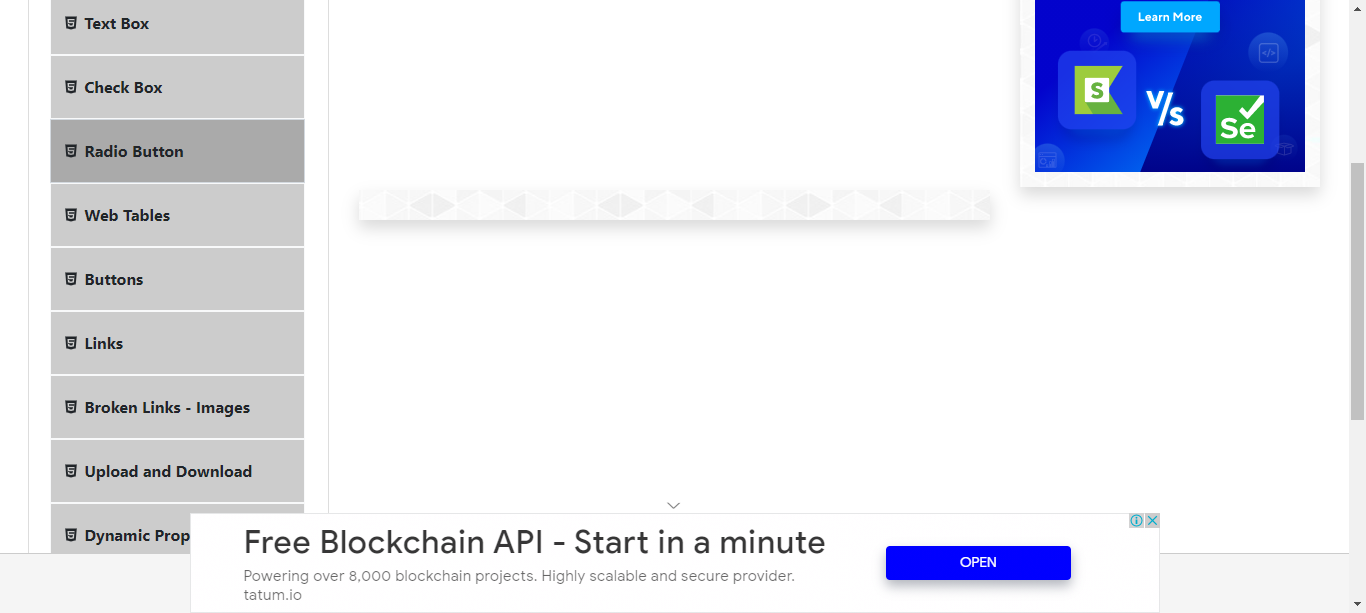 Text Box
Check Box
Radio Button
Web Tables
Buttons
Links
Broken Links - Images
Upload and Download
Dynamic Prop
Learn More
S
V/s
Se
Free Blockchain API - Start in a minute
Powering over 8,000 blockchain projects. Highly scalable and secure provider.
tatum.io
OPEN